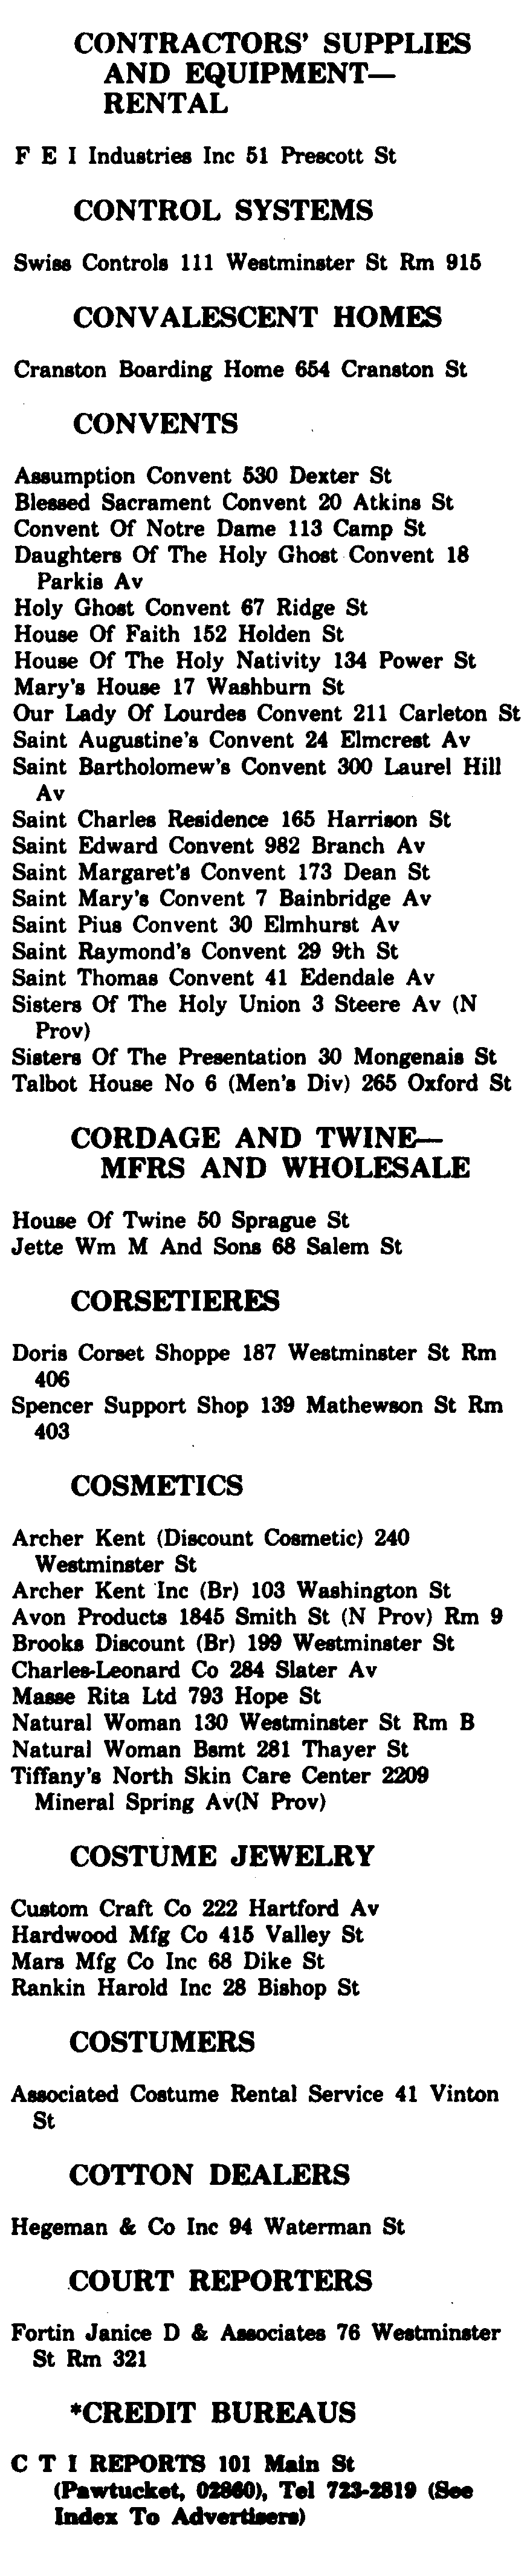 CONTRACTORS' SUPPLIES
AND EQUIPMENT—
RENTAL
F E I Industries Inc 51 Prescott St
CONTROL SYSTEMS
Swiss Controls 111 Westminster St Rm 915
CONVALESCENT HOMES
Cranston Boarding Home 654 Cranston St
CONVENTS
Assumption Convent 530 Dexter St
Blessed Sacrament Convent 20 Atkins St
Convent Of Notre Dame 113 Camp St
Daughters Of The Holy Ghost Convent 18
Parkis Av
Holy Ghost Convent 67 Ridge St
House Of Faith 152 Holden St
House Of The Holy Nativity 134 Power St
Mary's House 17 Washburn St
Our Lady Of Lourdes Convent 211 Carleton St
Saint Augustine's Convent 24 Elmcrest Av
Saint Bartholomew's Convent 300 Laurel Hill
Av
Saint Charles Residence 165 Harrison St
Saint Edward Convent 982 Branch Av
Saint Margaret's Convent 173 Dean St
Saint Mary's Convent 7 Bainbridge Av
Saint Pius Convent 30 Elmhurst Av
Saint Raymond's Convent 29 9th St
Saint Thomas Convent 41 Edendale Av
Sisters Of The Holy Union 3 Steere Av (N
Prov)
Sisters Of The Presentation 30 Mongenais St
Talbot House No 6 (Men's Div) 265 Oxford St
CORDAGE AND TWINE—
MFRS AND WHOLESALE
House Of Twine 50 Sprague St
Jette Wm M And Sons 68 Salem St
CORSETIERES
Doris Corset Shoppe 187 Westminster St Rm
406
Spencer Support Shop 139 Mathewson St Rm
403
COSMETICS
Archer Kent (Discount Cosmetic) 240
Westminster St
Archer Kent Inc (Br) 103 Washington St
Avon Products 1845 Smith St (N Prov) Rm 9
Brooks Discount (Br) 199 Westminster St
Charles-Leonard Co 284 Slater Av
Masse Rita Ltd 793 Hope St
Natural Woman 130 Westminster St Rm B
Natural Woman Bsmt 281 Thayer St
Tiffany's North Skin Care Center 2209
Mineral Spring Av(N Prov)
COSTUME JEWELRY
Custom Craft Co 222 Hartford Av
Hardwood Mfg Co 415 Valley St
Mars Mfg Co Inc 68 Dike St
Rankin Harold Inc 28 Bishop St
COSTUMERS
Associated Costume Rental Service 41 Vinton
St
COTTON DEALERS
Hegeman & Co Inc 94 Waterman St
COURT REPORTERS
Fortin Janice D & Associates 76 Westminster
St Rm 321
*CREDIT BUREAUS
C T I REPORTS 101 Main St
(Pawtucket, 02860), Tel 723-2819 (See
Index To Advertisers)